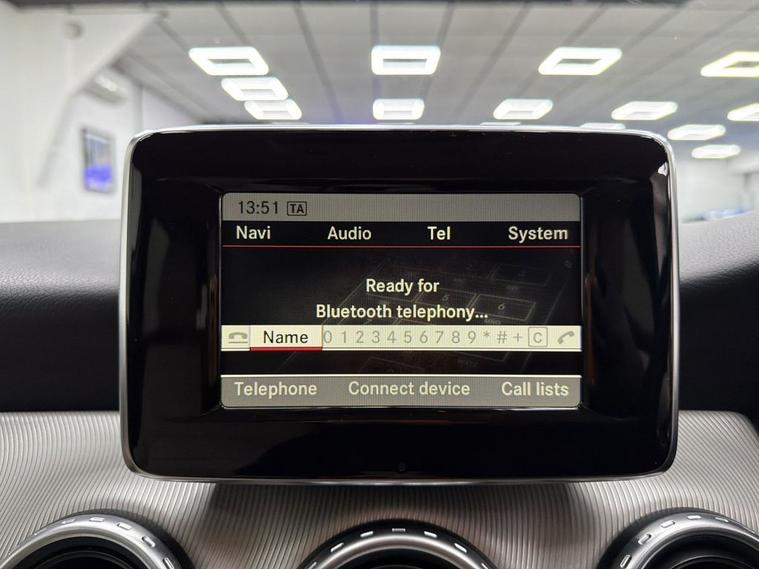 13:51 TA
Navi Audio Tel System
Ready for
Bluetooth telephony...
Name 0 1 2 3 4 5 6 7 8 9 * # + C
Telephone Connect device Call lists